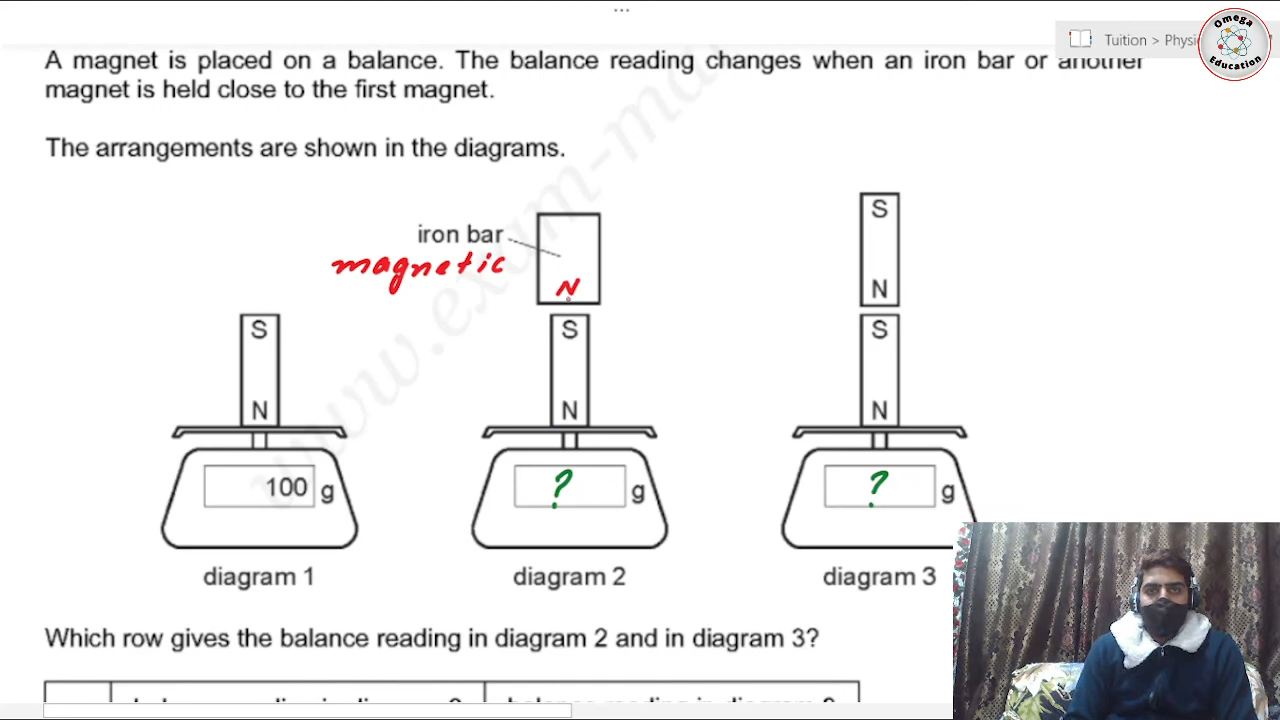 ...
Omega
Education
Tuition > Physi
A magnet is placed on a balance. The balance reading changes when an iron bar or another
magnet is held close to the first magnet.
The arrangements are shown in the diagrams.
iron bar
magnetic
N
S
N
S
N
S
N
S
N
100 g
? g
? g
diagram 1
diagram 2
diagram 3
Which row gives the balance reading in diagram 2 and in diagram 3?